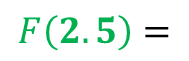 F(2.5) =